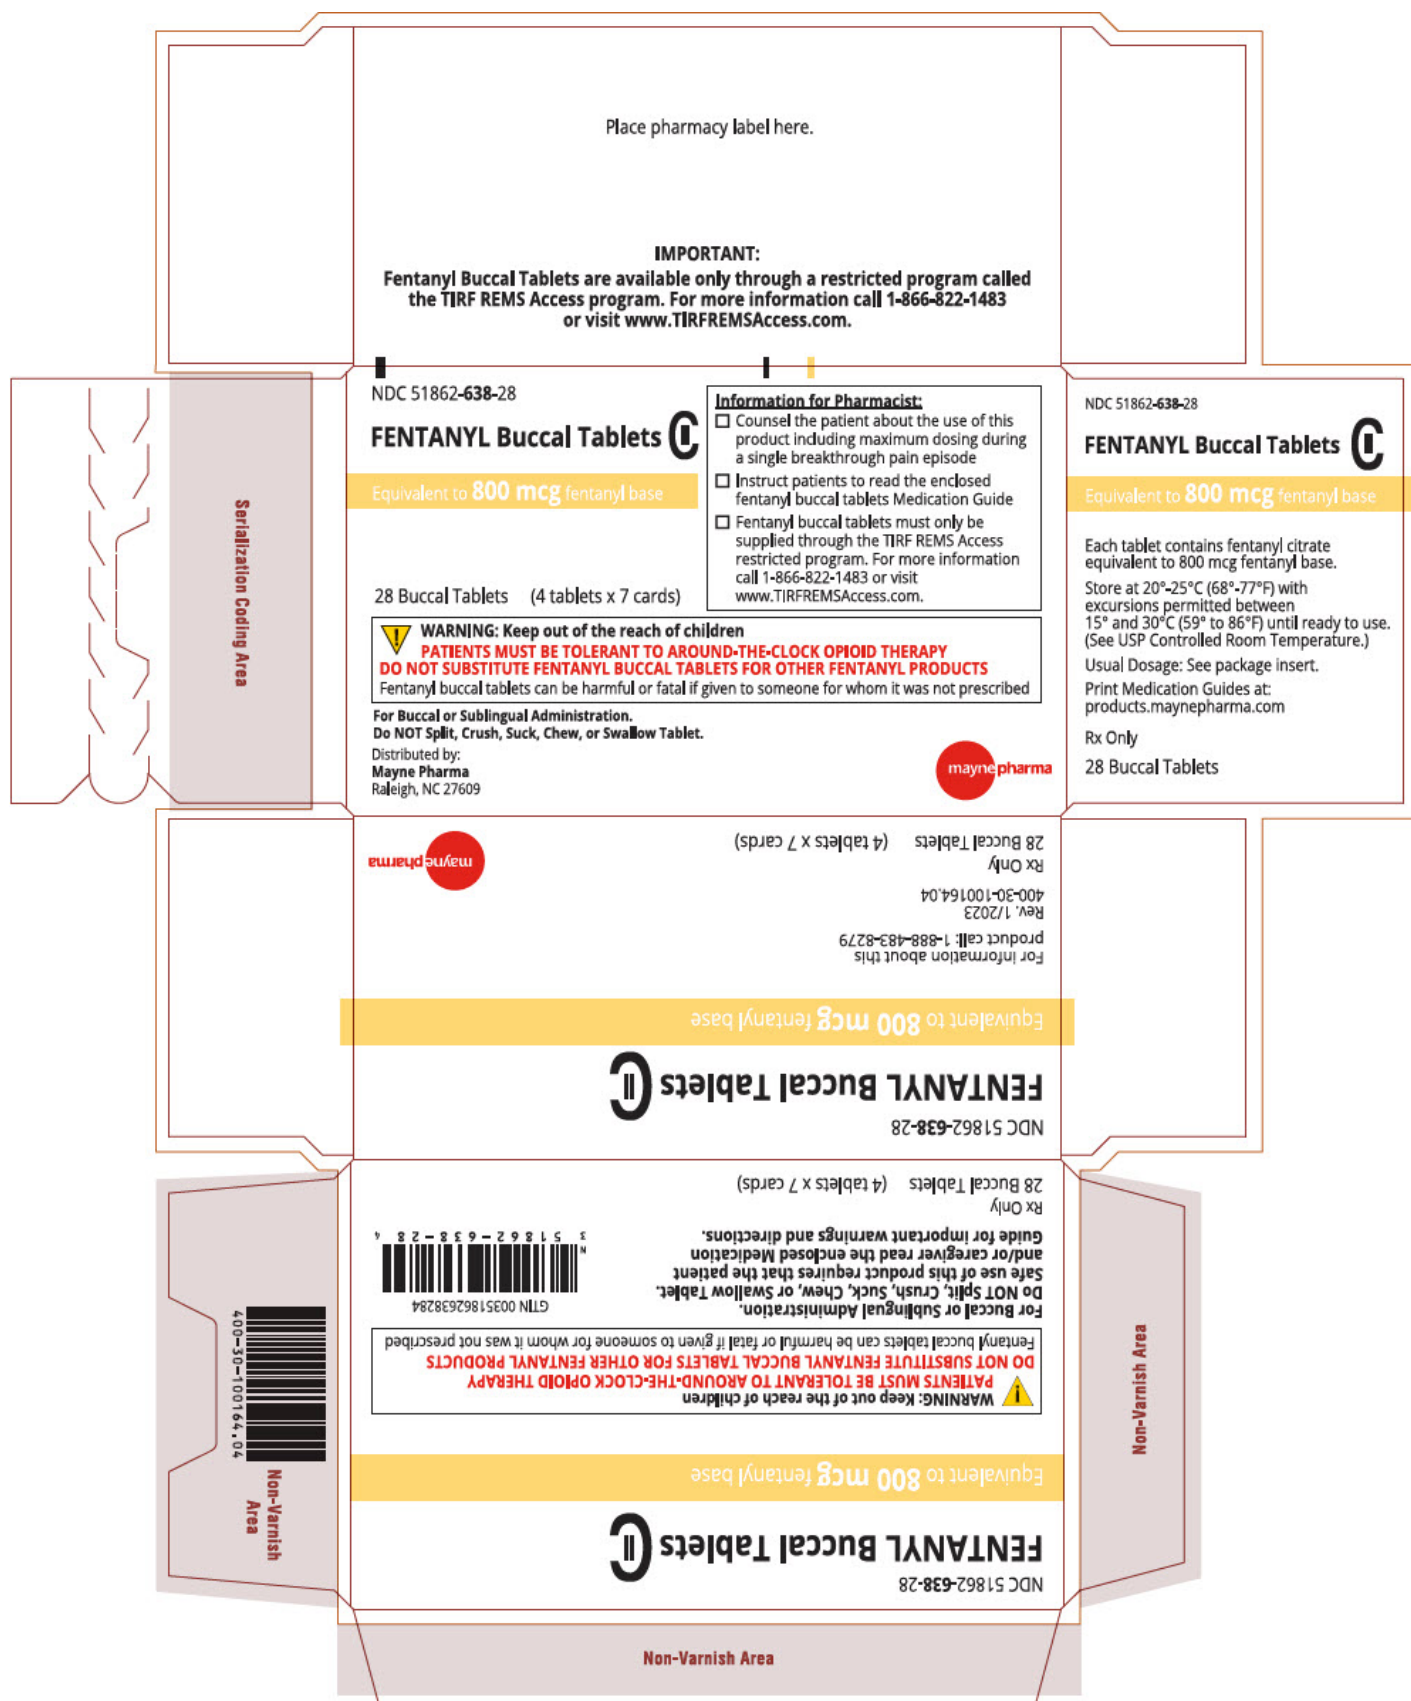 Place pharmacy label here.
IMPORTANT:
Fentanyl Buccal Tablets are available only through a restricted program called
the TIRF REMS Access program. For more information call 1-866-822-1483
or visit www.TIRFREMSAccess.com.
Serialization Coding Area
NDC 51862-638-28
FENTANYL Buccal Tablets CII
Equivalent to 800 mcg fentanyl base
28 Buccal Tablets (4 tablets x 7 cards)
Information for Pharmacist:
☐ Counsel the patient about the use of this
product including maximum dosing during
a single breakthrough pain episode
☐ Instruct patients to read the enclosed
fentanyl buccal tablets Medication Guide
☐ Fentanyl buccal tablets must only be
supplied through the TIRF REMS Access
restricted program. For more information
call 1-866-822-1483 or visit
www.TIRFREMSAccess.com.
WARNING: Keep out of the reach of children
PATIENTS MUST BE TOLERANT TO AROUND-THE-CLOCK OPIOID THERAPY
DO NOT SUBSTITUTE FENTANYL BUCCAL TABLETS FOR OTHER FENTANYL PRODUCTS
Fentanyl buccal tablets can be harmful or fatal if given to someone for whom it was not prescribed
For Buccal or Sublingual Administration.
Do NOT Split, Crush, Suck, Chew, or Swallow Tablet.
Distributed by:
Mayne Pharma
Raleigh, NC 27609
maynepharma
NDC 51862-638-28
FENTANYL Buccal Tablets CII
Equivalent to 800 mcg fentanyl base
Each tablet contains fentanyl citrate
equivalent to 800 mcg fentanyl base.
Store at 20°-25°C (68°-77°F) with
excursions permitted between
15° and 30°C (59° to 86°F) until ready to use.
(See USP Controlled Room Temperature.)
Usual Dosage: See package insert.
Print Medication Guides at:
products.maynepharma.com
Rx Only
28 Buccal Tablets
NDC 51862-638-28
FENTANYL Buccal Tablets CII
Equivalent to 800 mcg fentanyl base
For information about this
product call: 1-888-483-8279
Rev. 1/2023
400-30-100164.04
Rx Only
28 Buccal Tablets (4 tablets x 7 cards)
maynepharma
NDC 51862-638-28
FENTANYL Buccal Tablets CII
Equivalent to 800 mcg fentanyl base
WARNING: Keep out of the reach of children
PATIENTS MUST BE TOLERANT TO AROUND-THE-CLOCK OPIOID THERAPY
DO NOT SUBSTITUTE FENTANYL BUCCAL TABLETS FOR OTHER FENTANYL PRODUCTS
Fentanyl buccal tablets can be harmful or fatal if given to someone for whom it was not prescribed
For Buccal or Sublingual Administration.
Do NOT Split, Crush, Suck, Chew, or Swallow Tablet.
Safe use of this product requires that the patient
and/or caregiver read the enclosed Medication
Guide for important warnings and directions.
Rx Only
28 Buccal Tablets (4 tablets x 7 cards)
GTIN 00351862638284
N
3 51862-638-28 4
400-30-100164.04
Non-Varnish
Area
Non-Varnish Area
Non-Varnish Area